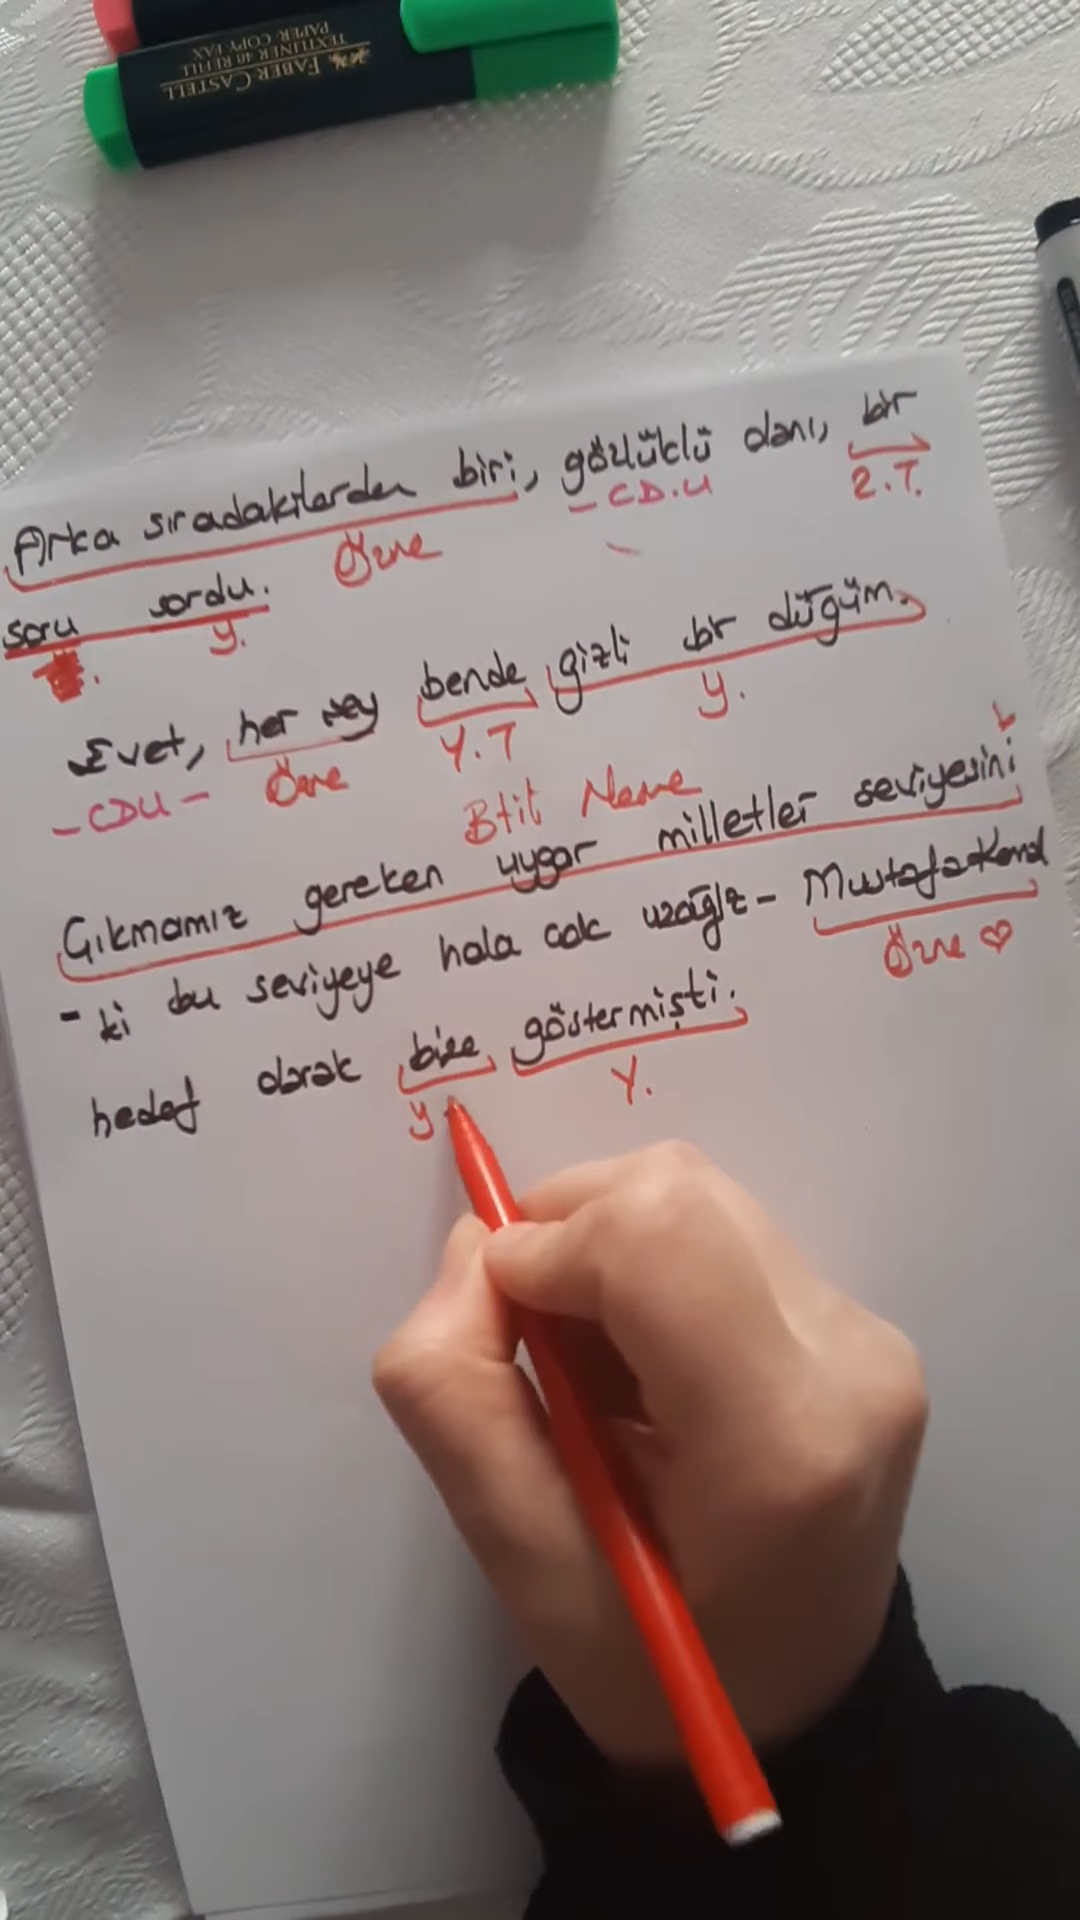 FABER-CASTELL
TEXTLINER 48 REFILL
PAPER COPY FAX
Arka sıradakilerden biri, gözlüklü olanı, bir
Özne - CD.U 2.T.
soru sordu.
y.
Evet, her şey bende gizli bir düğüm.
- CDU - Özne Y.T y.
Btil Nesne
Çıkmamız gereken uygar milletler seviyesini
- ki bu seviyeye hala cok uzağız - Mustafa Kemal
Özne ♡
hedef olarak bize göstermişti.
y Y.